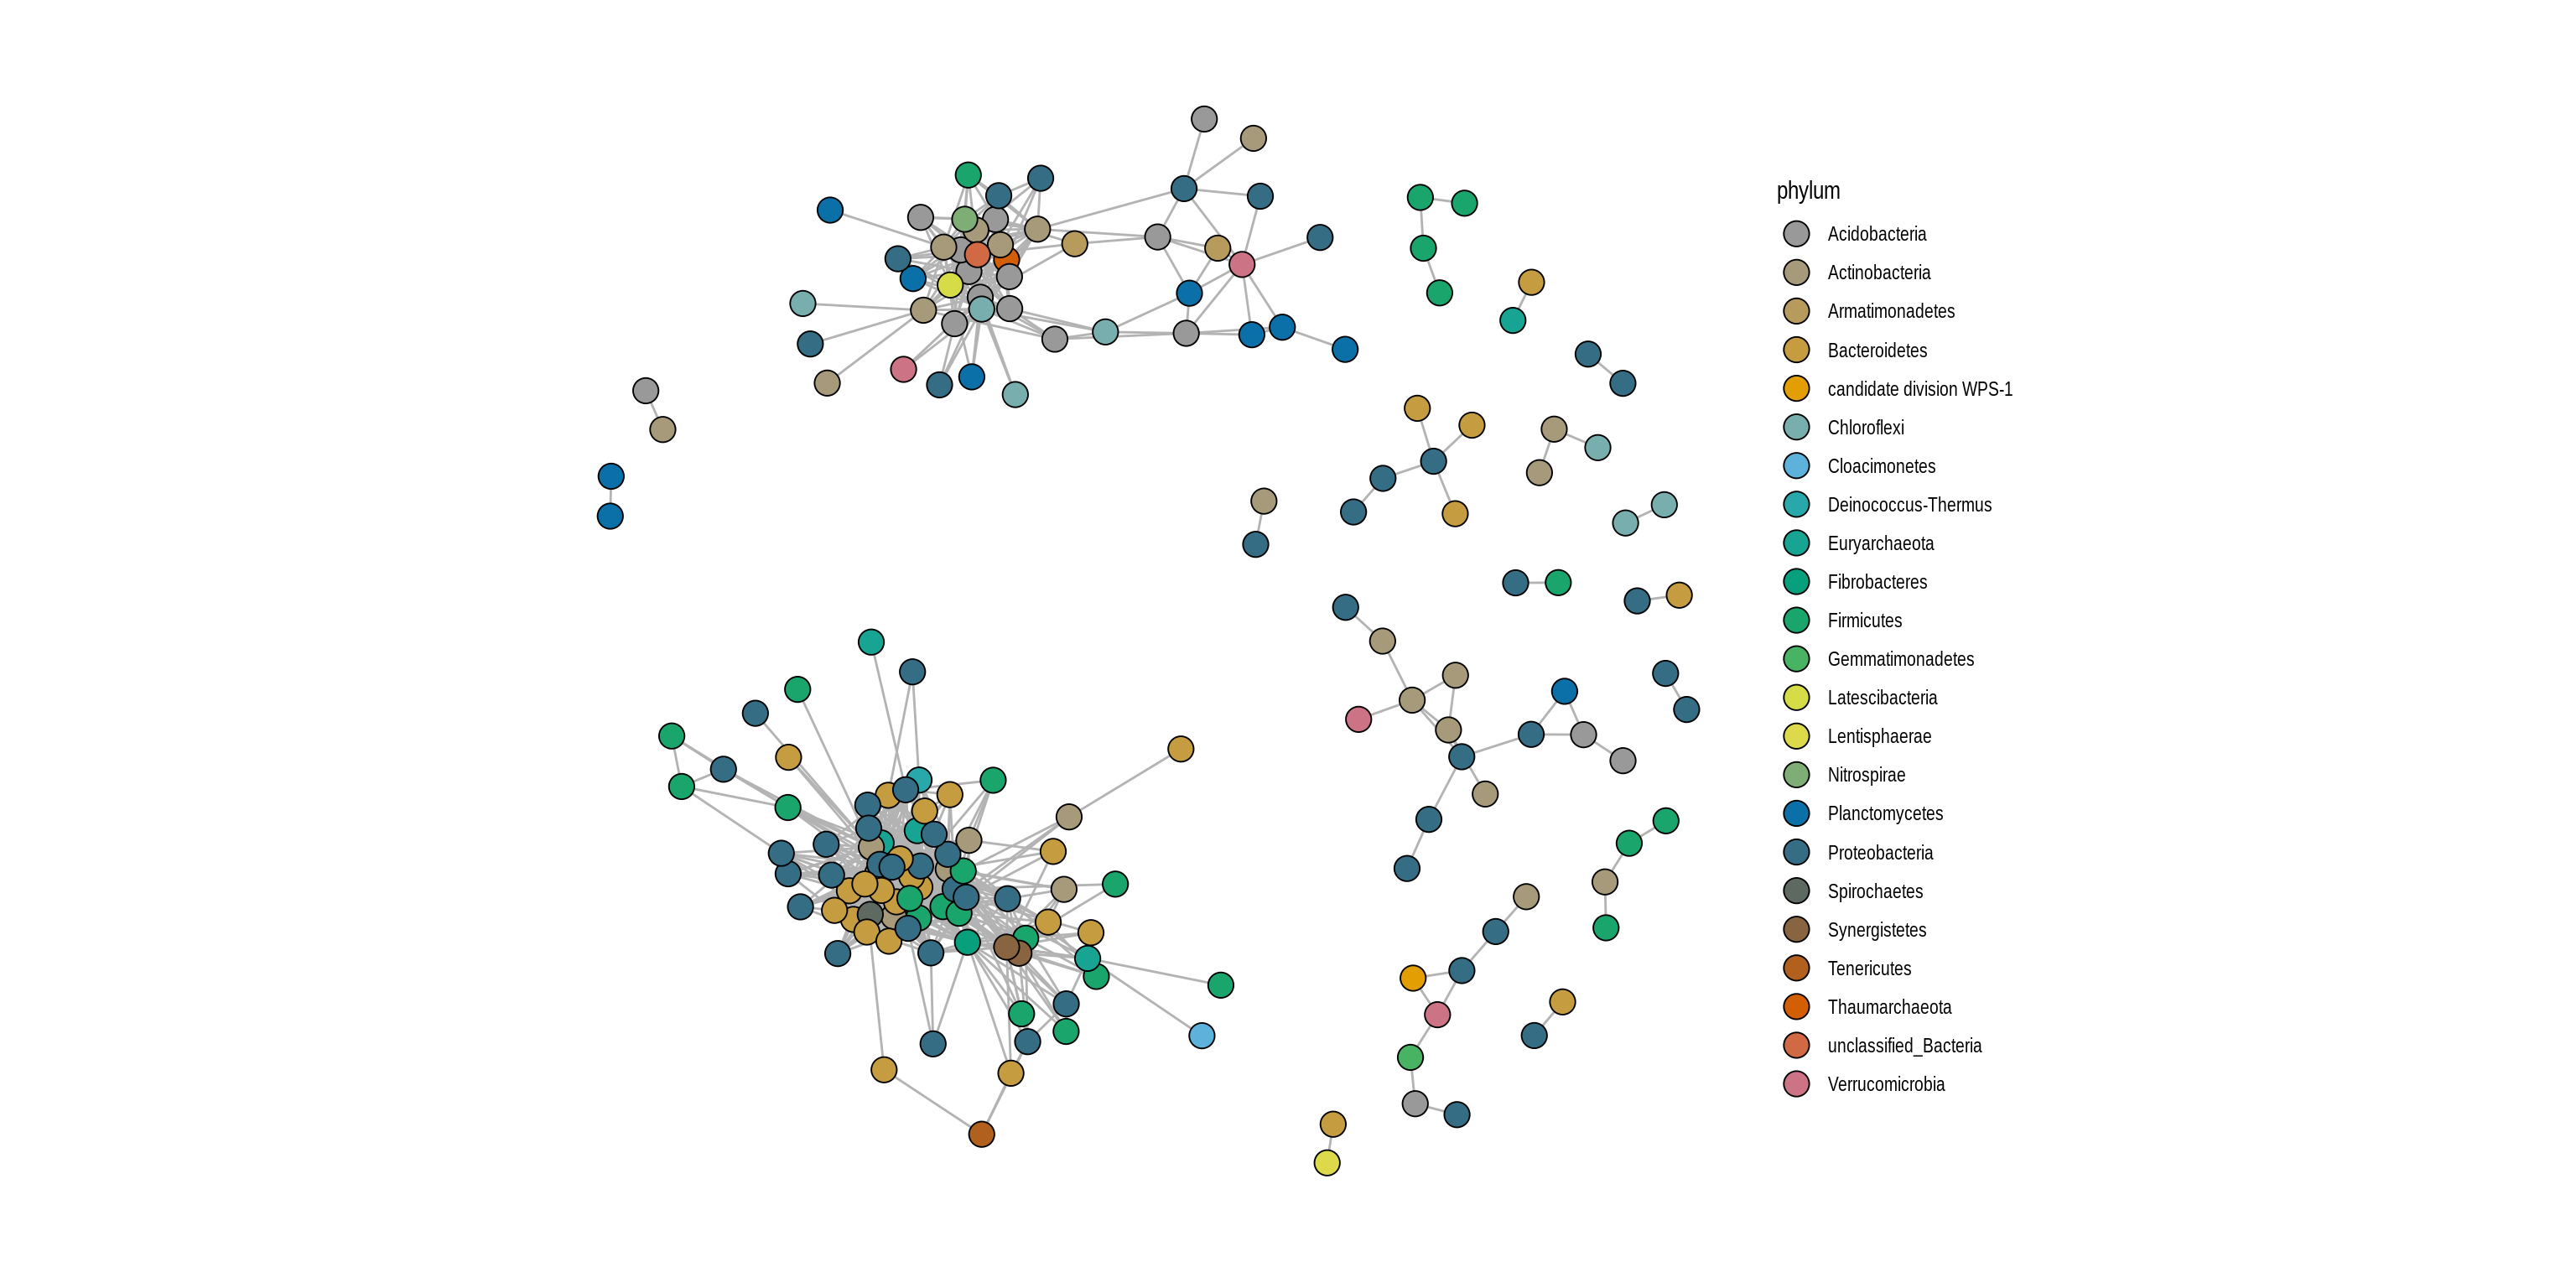 phylum
Acidobacteria
Actinobacteria
Armatimonadetes
Bacteroidetes
candidate division WPS-1
Chloroflexi
Cloacimonetes
Deinococcus-Thermus
Euryarchaeota
Fibrobacteres
Firmicutes
Gemmatimonadetes
Latescibacteria
Lentisphaerae
Nitrospirae
Planctomycetes
Proteobacteria
Spirochaetes
Synergistetes
Tenericutes
Thaumarchaeota
unclassified_Bacteria
Verrucomicrobia